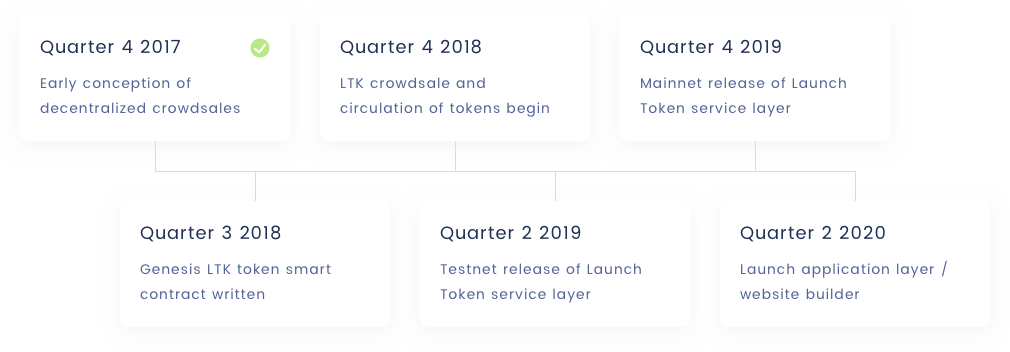 Quarter 4 2017
Early conception of
decentralized crowdsales
Quarter 3 2018
Genesis LTK token smart
contract written
Quarter 4 2018
LTK crowdsale and
circulation of tokens begin
Quarter 2 2019
Testnet release of Launch
Token service layer
Quarter 4 2019
Mainnet release of Launch
Token service layer
Quarter 2 2020
Launch application layer /
website builder